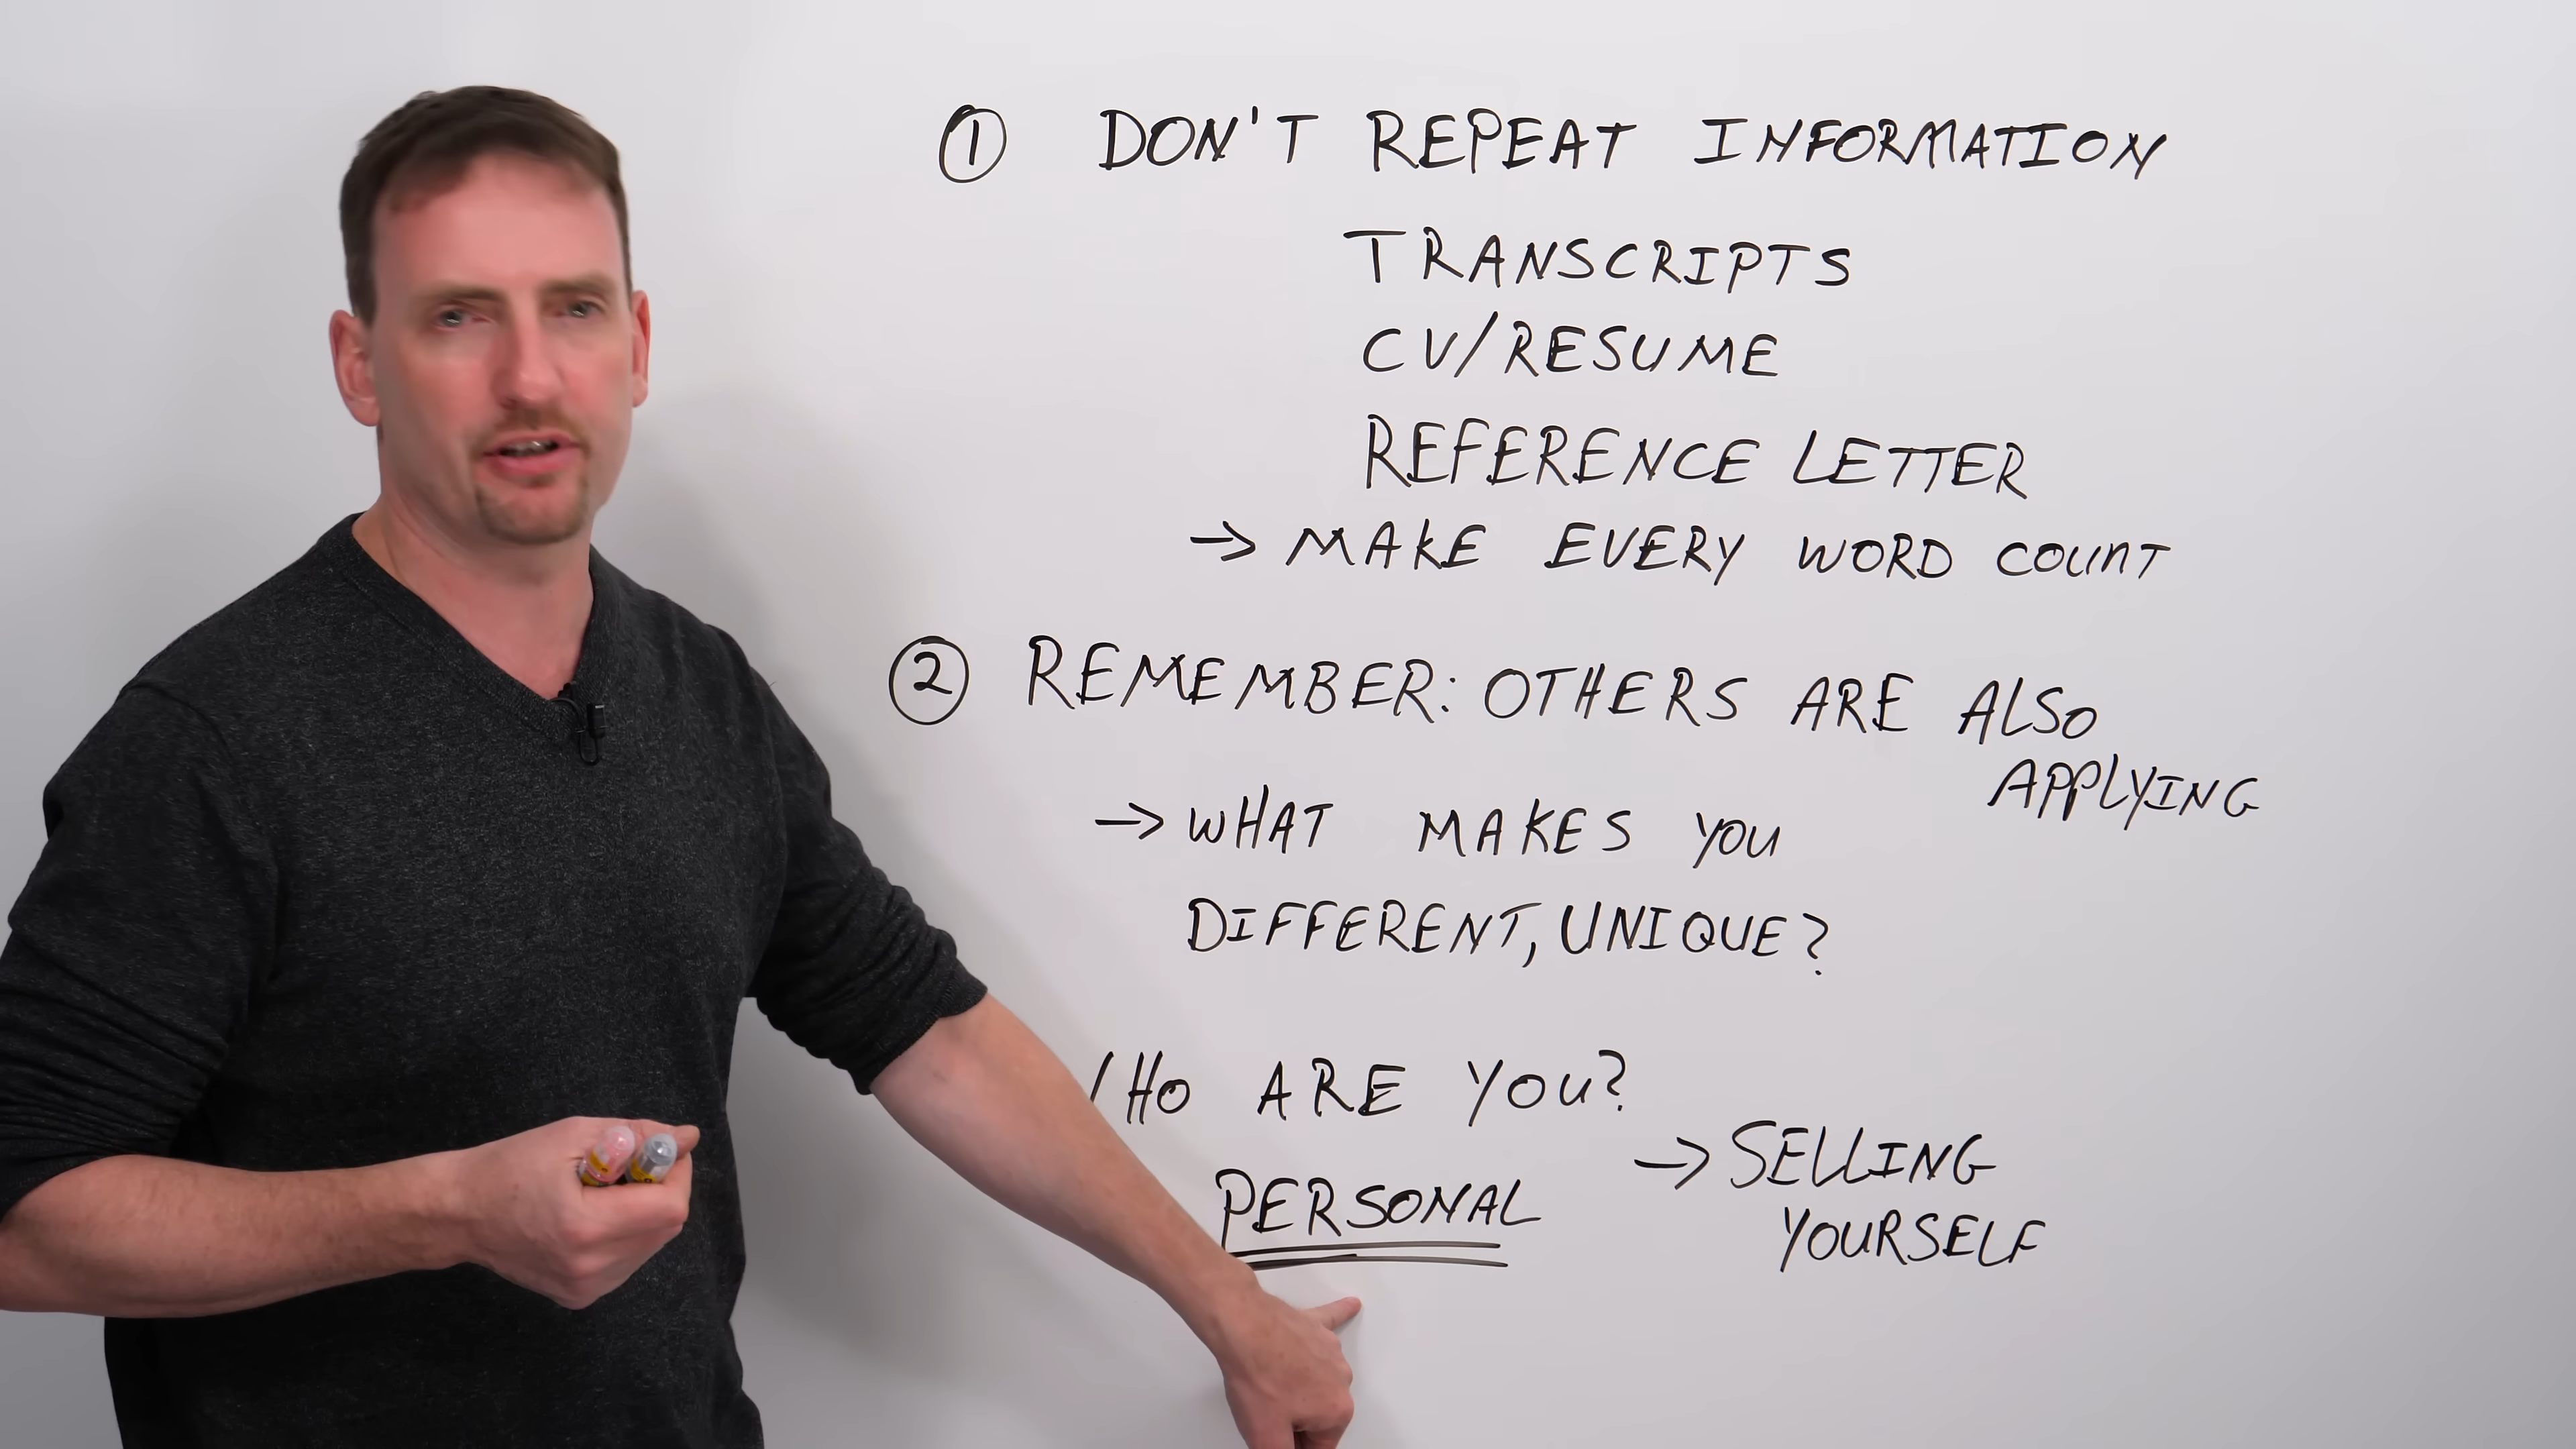 ① DON'T REPEAT INFORMATION
TRANSCRIPTS
CV/RESUME
REFERENCE LETTER
→ MAKE EVERY WORD COUNT
② REMEMBER: OTHERS ARE ALSO
APPLYING
→ WHAT MAKES YOU
DIFFERENT, UNIQUE?
ARE YOU?
PERSONAL
→ SELLING
YOURSELF